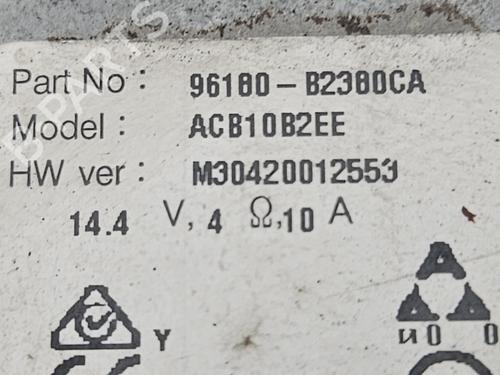 Part No : 96180-B2380CA
Model : ACB10B2EE
HW ver : M30420012553
14.4 V, 4 Ω, 10 A
A
Y